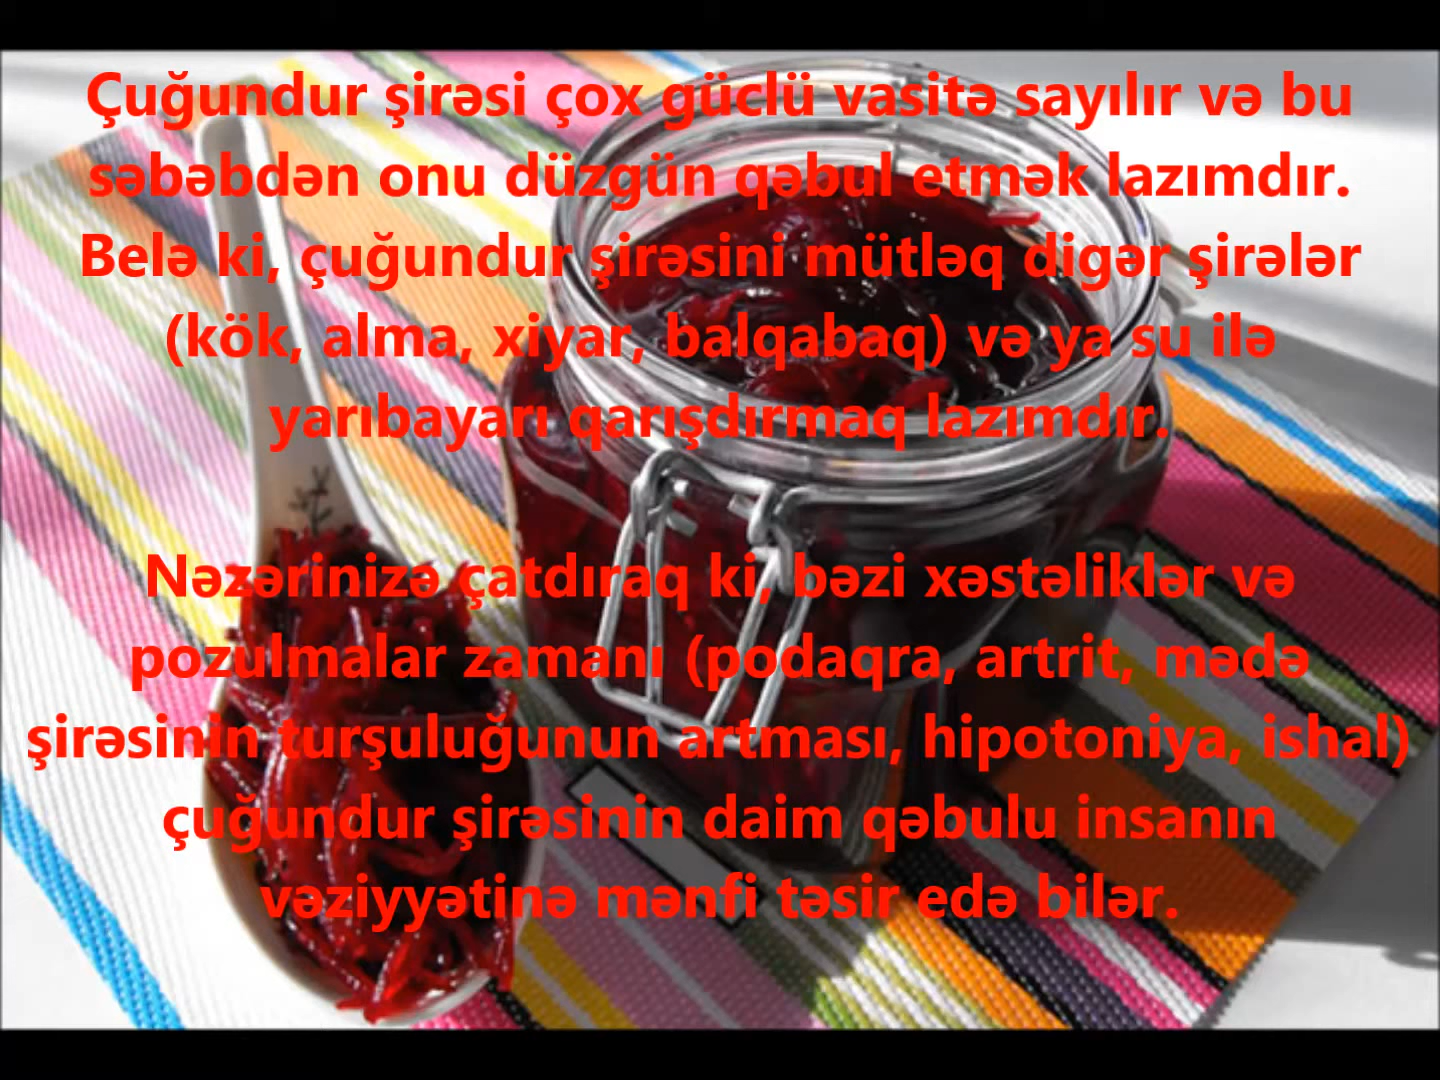 Çuğundur şirəsi çox güclü vasitə sayılır və bu
səbəbdən onu düzgün qəbul etmək lazımdır.
Belə ki, çuğundur şirəsini mütləq digər şirələr
(kök, alma, xiyar, balqabaq) və ya su ilə
yarıbayarı qarışdırmaq lazımdır.
Nəzərinizə çatdıraq ki, bəzi xəstəliklər və
pozulmalar zamanı (podaqra, artrit, mədə
şirəsinin turşuluğunun artması, hipotoniya, ishal)
çuğundur şirəsinin daim qəbulu insanın
vəziyyətinə mənfi təsir edə bilər.